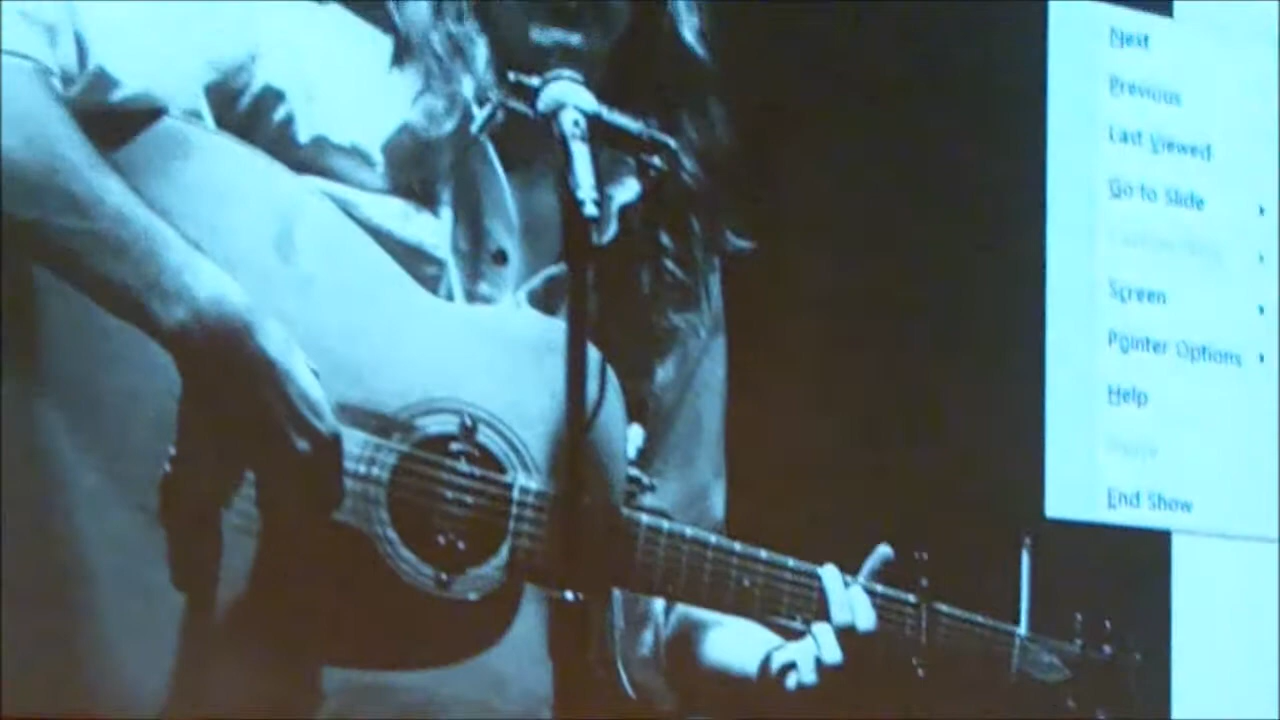 Next
Previous
Last Viewed
Go to Slide
Screen
Pointer Options
Help
End Show